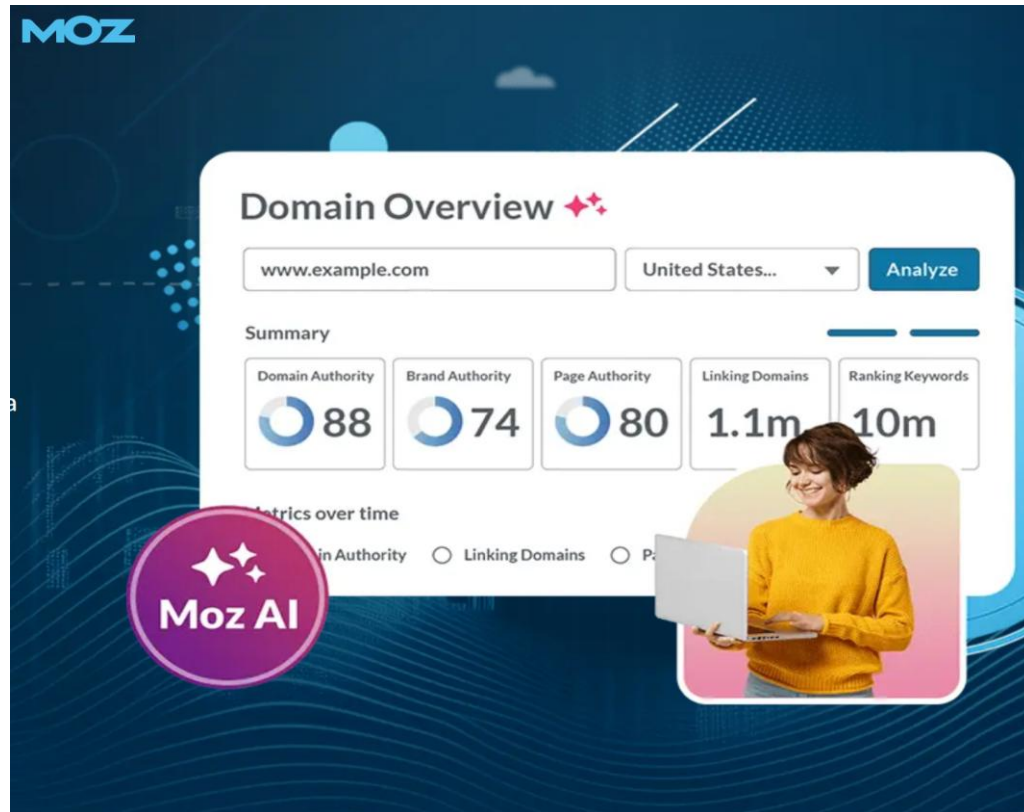 MOZ
Domain Overview
www.example.com
United States...
Analyze
Summary
Domain Authority
Brand Authority
Page Authority
Linking Domains
Ranking Keywords
88
74
80
1.1m
10m
over time
Authority
Linking Domains
Moz AI
a